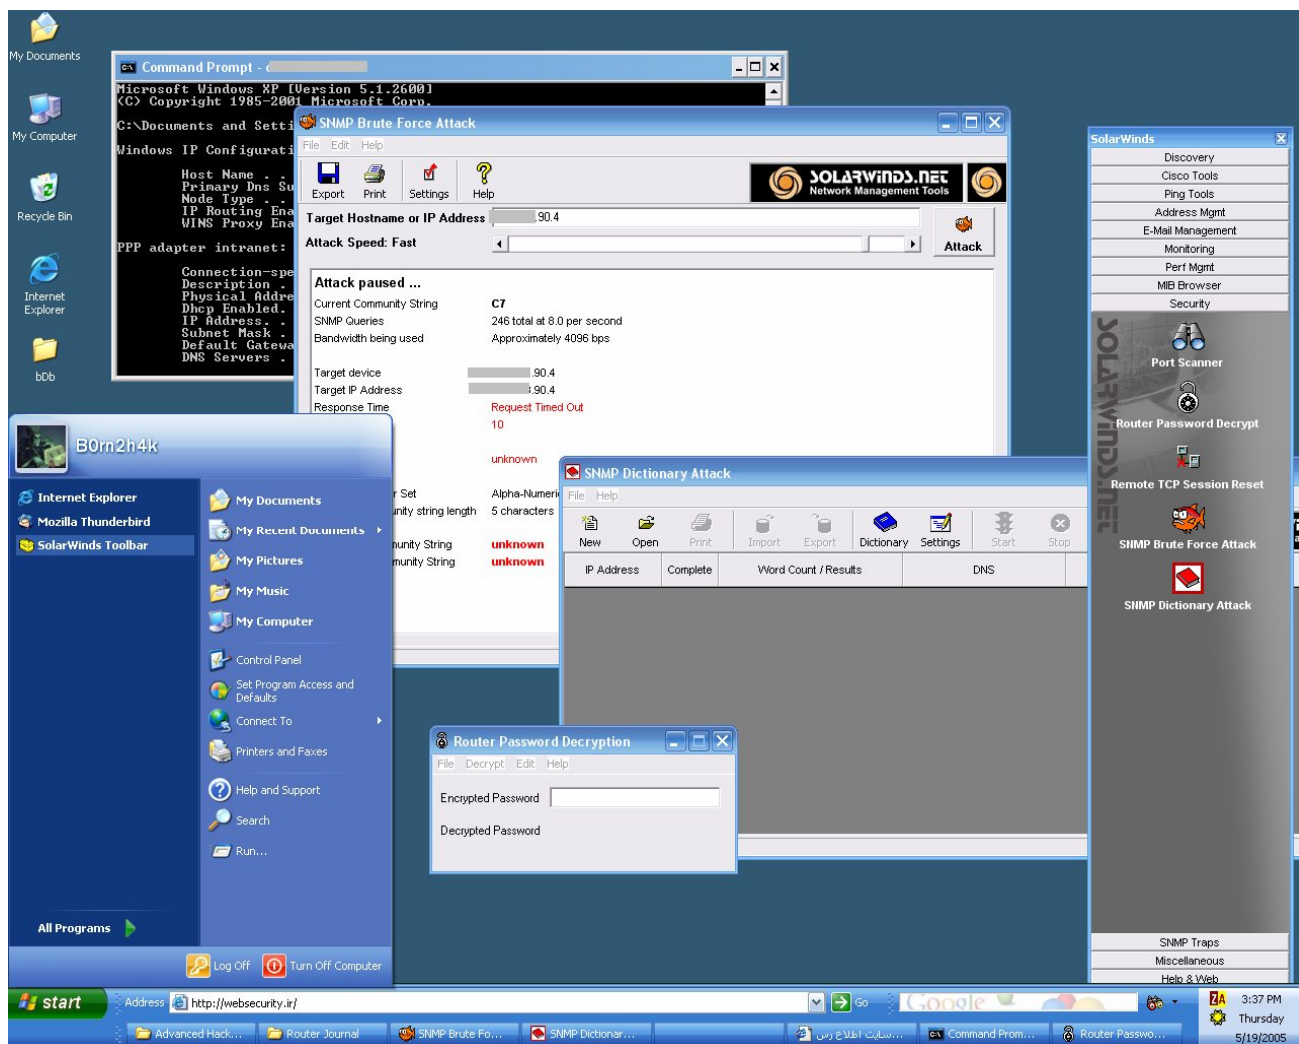 My Documents
My Computer
Recycle Bin
Internet
Explorer
bDb
Command Prompt -
Microsoft Windows XP [Version 5.1.2600]
(C) Copyright 1985-2001 Microsoft Corp.
C:\Documents and Setti
Windows IP Configurati
Host Name . .
Primary Dns Su
Node Type . .
IP Routing Ena
WINS Proxy Ena
PPP adapter intranet:
Connection-spe
Description .
Physical Addre
Dhcp Enabled.
IP Address. .
Subnet Mask .
Default Gatewa
DNS Servers .
SNMP Brute Force Attack
File Edit Help
Export Print Settings Help
SOLARWINDS.NET
Network Management Tools
Target Hostname or IP Address .90.4
Attack Speed: Fast
Attack
Attack paused ...
Current Community String C7
SNMP Queries 246 total at 8.0 per second
Bandwidth being used Approximately 4096 bps
Target device .90.4
Target IP Address .90.4
Response Time Request Timed Out
10
unknown
r Set Alpha-Numeri
unity string length 5 characters
munity String unknown
munity String unknown
SNMP Dictionary Attack
File Help
New Open Print Import Export Dictionary Settings Start Stop
IP Address Complete Word Count / Results DNS
Router Password Decryption
File Decrypt Edit Help
Encrypted Password
Decrypted Password
SolarWinds
Discovery
Cisco Tools
Ping Tools
Address Mgmt
E-Mail Management
Monitoring
Perf Mgmt
MIB Browser
Security
SOLARWINDS.NET
Port Scanner
Router Password Decrypt
Remote TCP Session Reset
SNMP Brute Force Attack
SNMP Dictionary Attack
SNMP Traps
Miscellaneous
Help & Web
B0rn2h4k
Internet Explorer
Mozilla Thunderbird
SolarWinds Toolbar
All Programs
My Documents
My Recent Documents
My Pictures
My Music
My Computer
Control Panel
Set Program Access and
Defaults
Connect To
Printers and Faxes
Help and Support
Search
Run...
Log Off Turn Off Computer
start Address http://websecurity.ir/ Go Google ZA 3:37 PM
Thursday
Advanced Hack... Router Journal SNMP Brute Fo... SNMP Dictionar... سایت اطلاع رس... Command Prom... Router Passwo... 5/19/2005